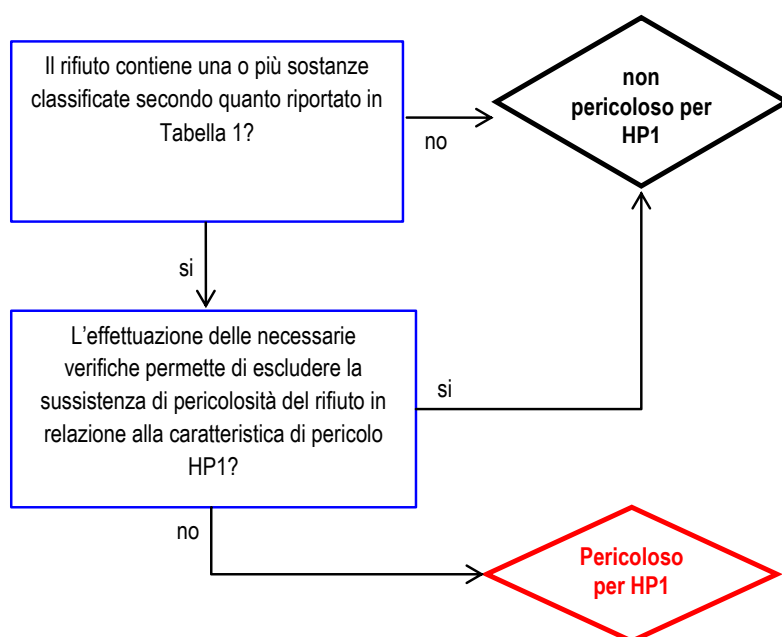 Il rifiuto contiene una o più sostanze
classificate secondo quanto riportato in
Tabella 1?
no
non
pericoloso per
HP1
si
L'effettuazione delle necessarie
verifiche permette di escludere la
sussistenza di pericolosità del rifiuto in
relazione alla caratteristica di pericolo
HP1?
si
no
Pericoloso
per HP1